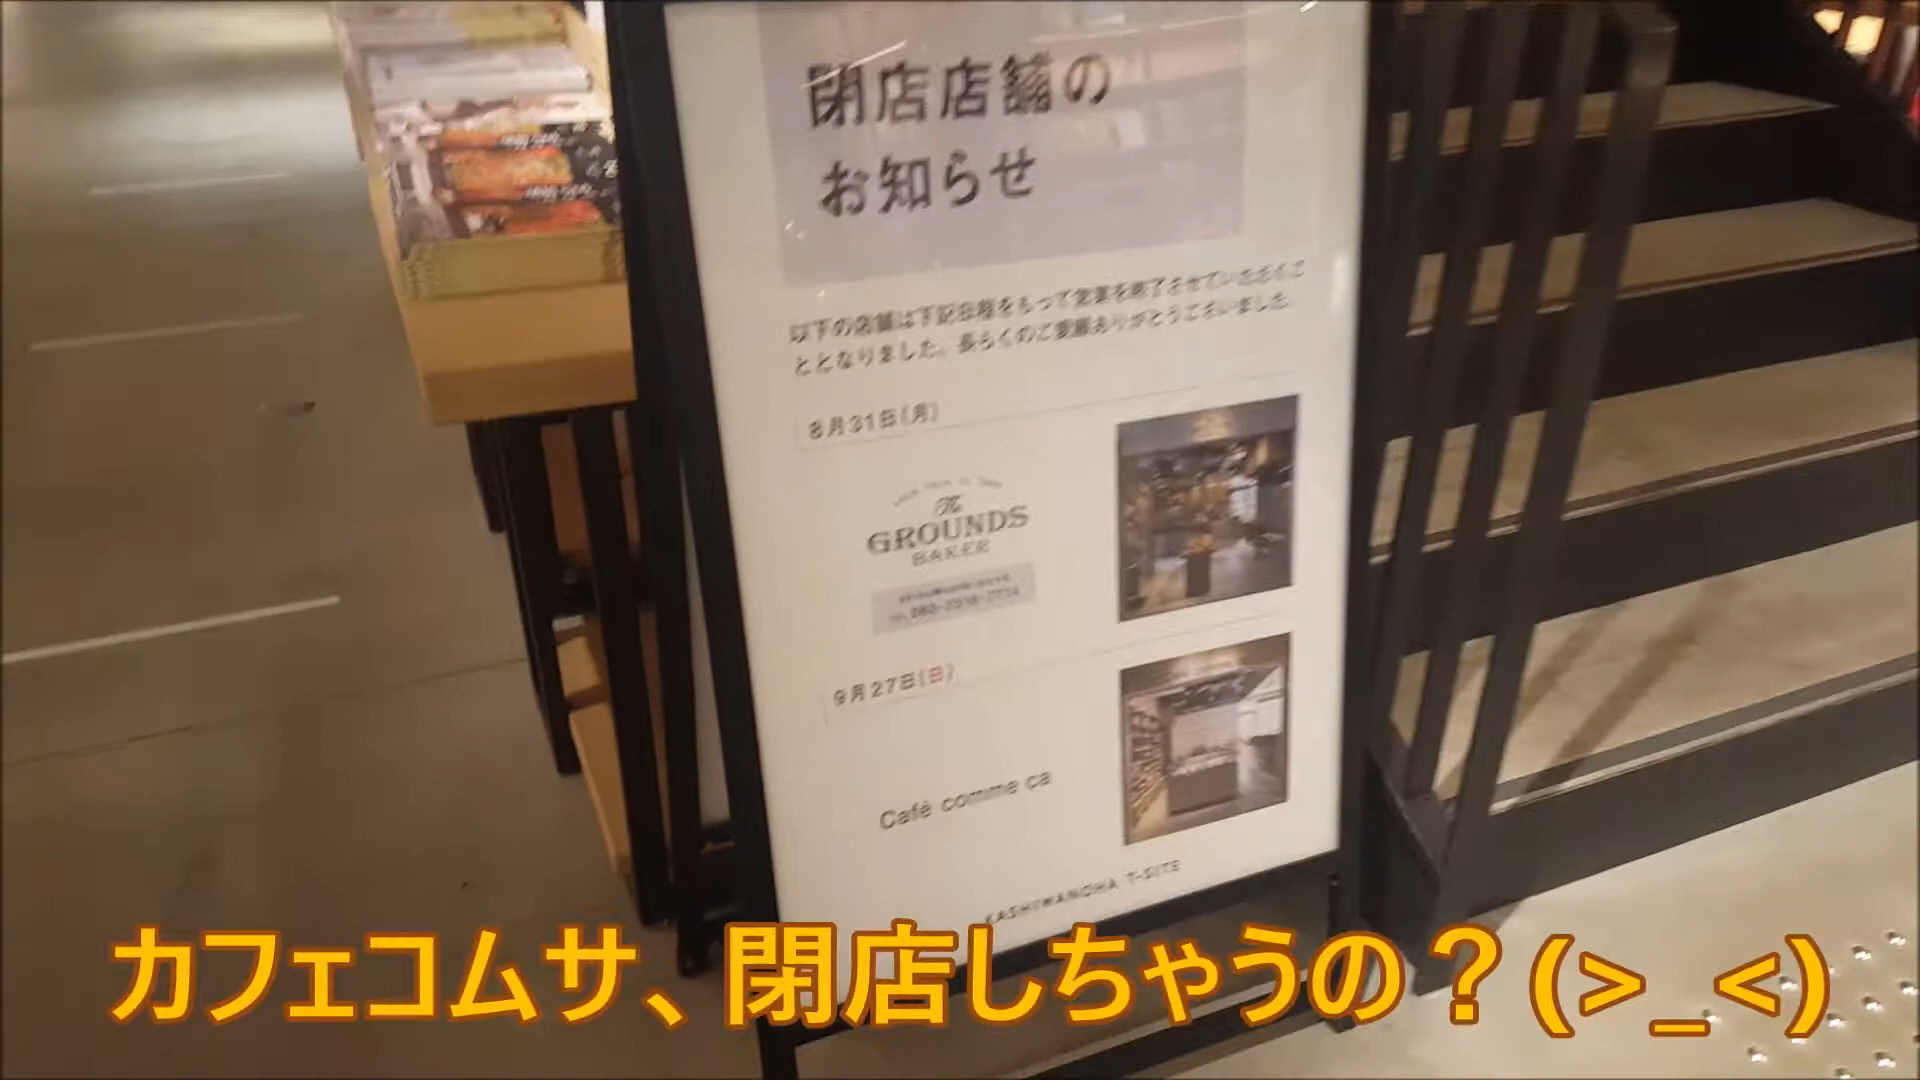 閉店店舗の
お知らせ
以下の店舗は下記日程をもって営業を終了させていただくこ
ととなりました。長らくのご愛顧ありがとうございました。
8月31日(月)
The
GROUNDS
BAKER
9月27日(日)
Café comme ça
KASHIWANOHA T-SITE
カフェコムサ、閉店しちゃうの？(>_<)